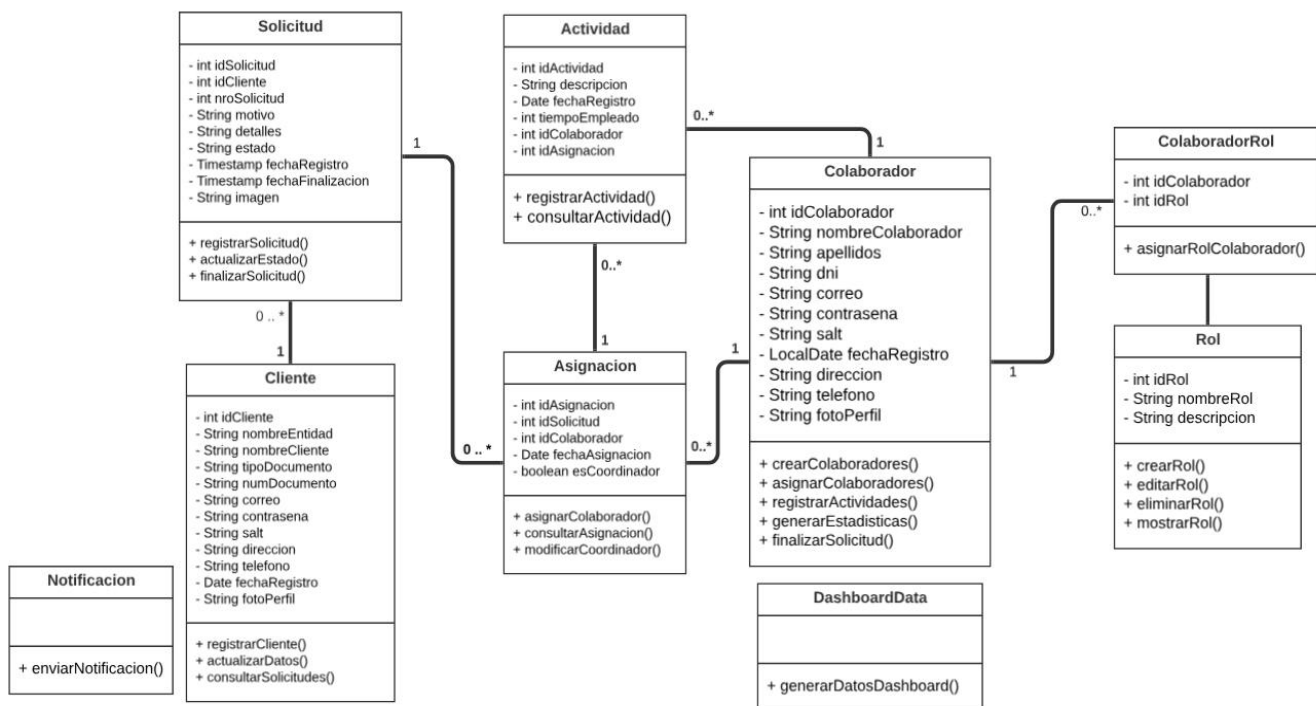 Solicitud
- int idSolicitud
- int idCliente
- int nroSolicitud
- String motivo
- String detalles
- String estado
- Timestamp fechaRegistro
- Timestamp fechaFinalizacion
- String imagen
+ registrarSolicitud()
+ actualizarEstado()
+ finalizarSolicitud()
0 .. *
1
Cliente
- int idCliente
- String nombreEntidad
- String nombreCliente
- String tipoDocumento
- String numDocumento
- String correo
- String contrasena
- String salt
- String direccion
- String telefono
- Date fechaRegistro
- String fotoPerfil
+ registrarCliente()
+ actualizarDatos()
+ consultarSolicitudes()
Notificacion
+ enviarNotificacion()
1
0 .. *
Actividad
- int idActividad
- String descripcion
- Date fechaRegistro
- int tiempoEmpleado
- int idColaborador
- int idAsignacion
+ registrarActividad()
+ consultarActividad()
0..*
1
0..*
1
Asignacion
- int idAsignacion
- int idSolicitud
- int idColaborador
- Date fechaAsignacion
- boolean esCoordinador
+ asignarColaborador()
+ consultarAsignacion()
+ modificarCoordinador()
1
0..*
Colaborador
- int idColaborador
- String nombreColaborador
- String apellidos
- String dni
- String correo
- String contrasena
- String salt
- LocalDate fechaRegistro
- String direccion
- String telefono
- String fotoPerfil
+ crearColaboradores()
+ asignarColaboradores()
+ registrarActividades()
+ generarEstadisticas()
+ finalizarSolicitud()
DashboardData
+ generarDatosDashboard()
1
0..*
ColaboradorRol
- int idColaborador
- int idRol
+ asignarRolColaborador()
Rol
- int idRol
- String nombreRol
- String descripcion
+ crearRol()
+ editarRol()
+ eliminarRol()
+ mostrarRol()